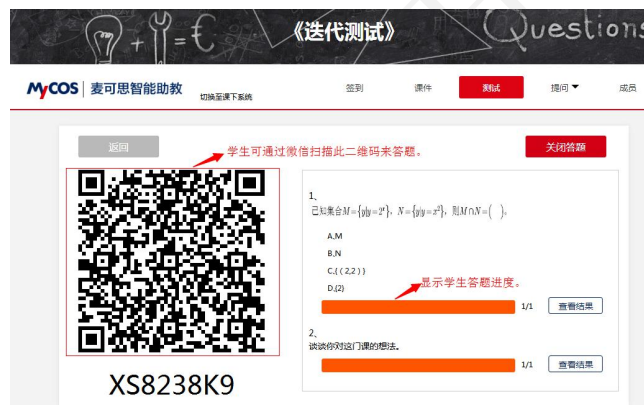 《迭代测试》
Questions
MyCOS 麦可思智能助教 切换至课下系统 签到 课件 测试 提问 成员
返回 学生可通过微信扫描此二维码来答题。 关闭答题
1、
已知集合M={y|y=2^x}，N={y|y=x²}，则M∩N=( )。
A.M
B.N
C.{ ( 2,2 ) }
D.{2}
显示学生答题进度。
1/1 查看结果
2、
谈谈你对这门课的想法。
1/1 查看结果
XS8238K9